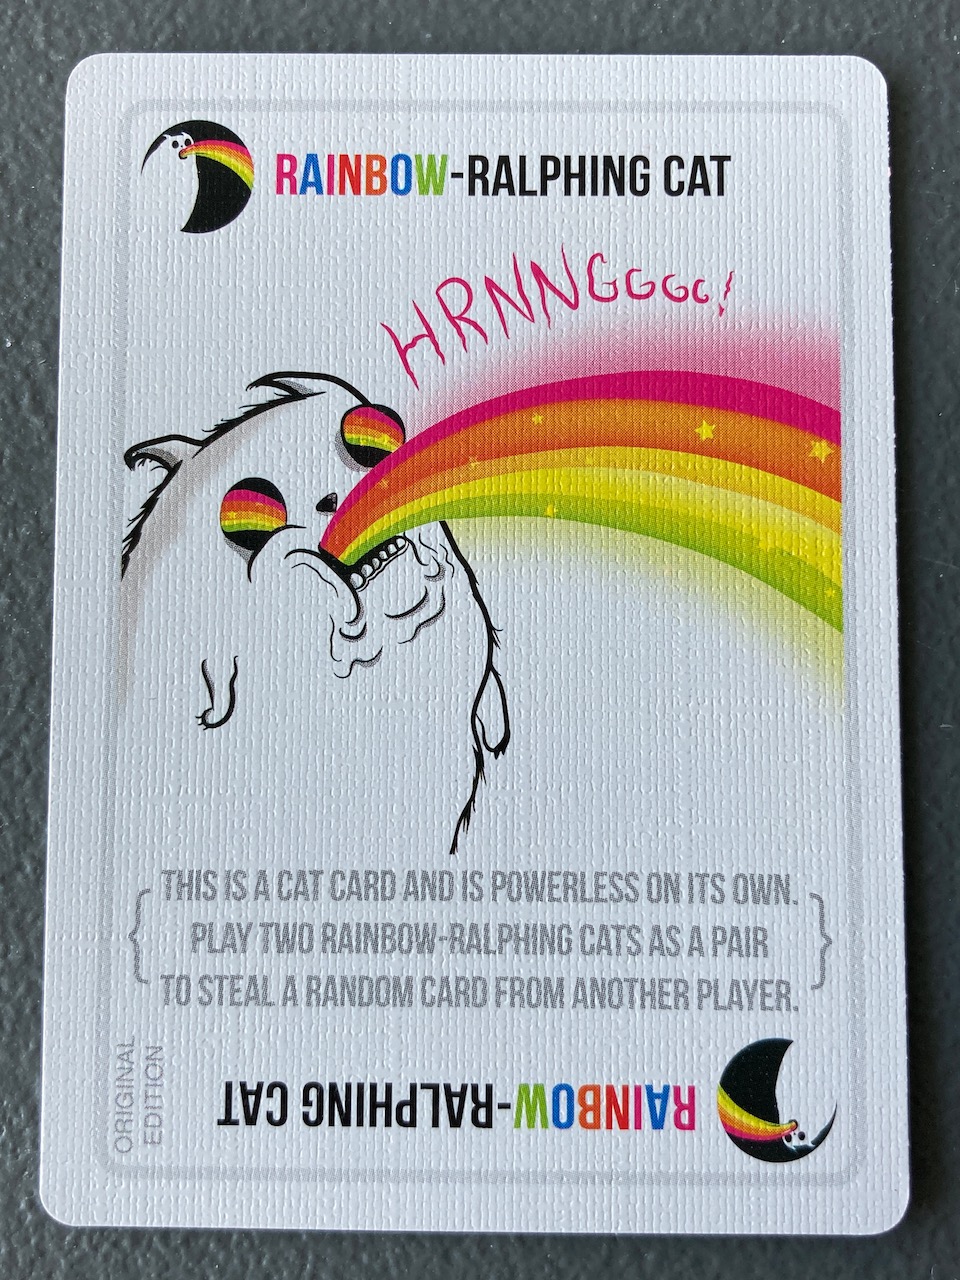 RAINBOW-RALPHING CAT
HRNNGGGGG!
THIS IS A CAT CARD AND IS POWERLESS ON ITS OWN.
PLAY TWO RAINBOW-RALPHING CATS AS A PAIR
TO STEAL A RANDOM CARD FROM ANOTHER PLAYER.
ORIGINAL
EDITION
RAINBOW-RALPHING CAT